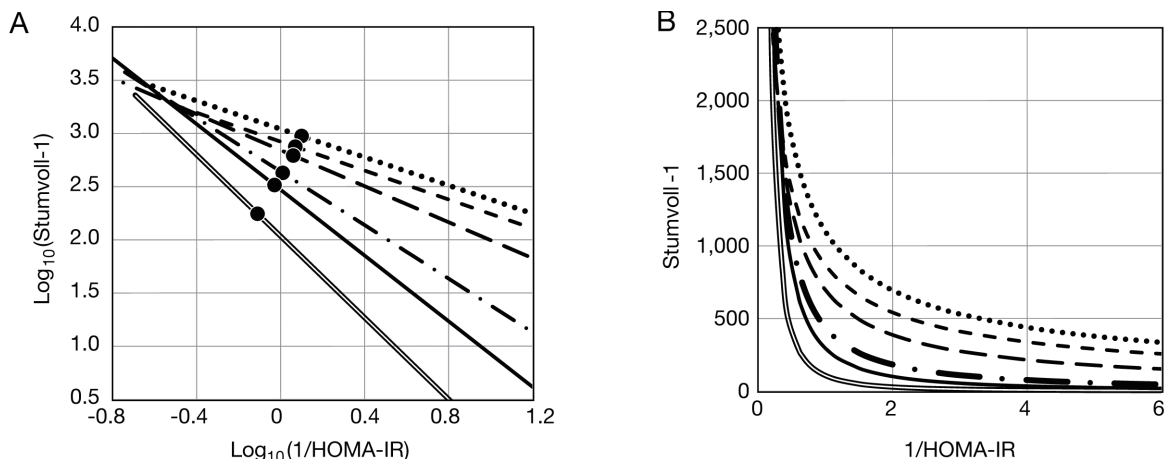 A
Log₁₀(Stumvoll-1)
4.0
3.5
3.0
2.5
2.0
1.5
1.0
0.5
-0.8 -0.4 0 0.4 0.8 1.2
Log₁₀(1/HOMA-IR)
B
Stumvoll -1
2,500
2,000
1,500
1,000
500
0
0 2 4 6
1/HOMA-IR